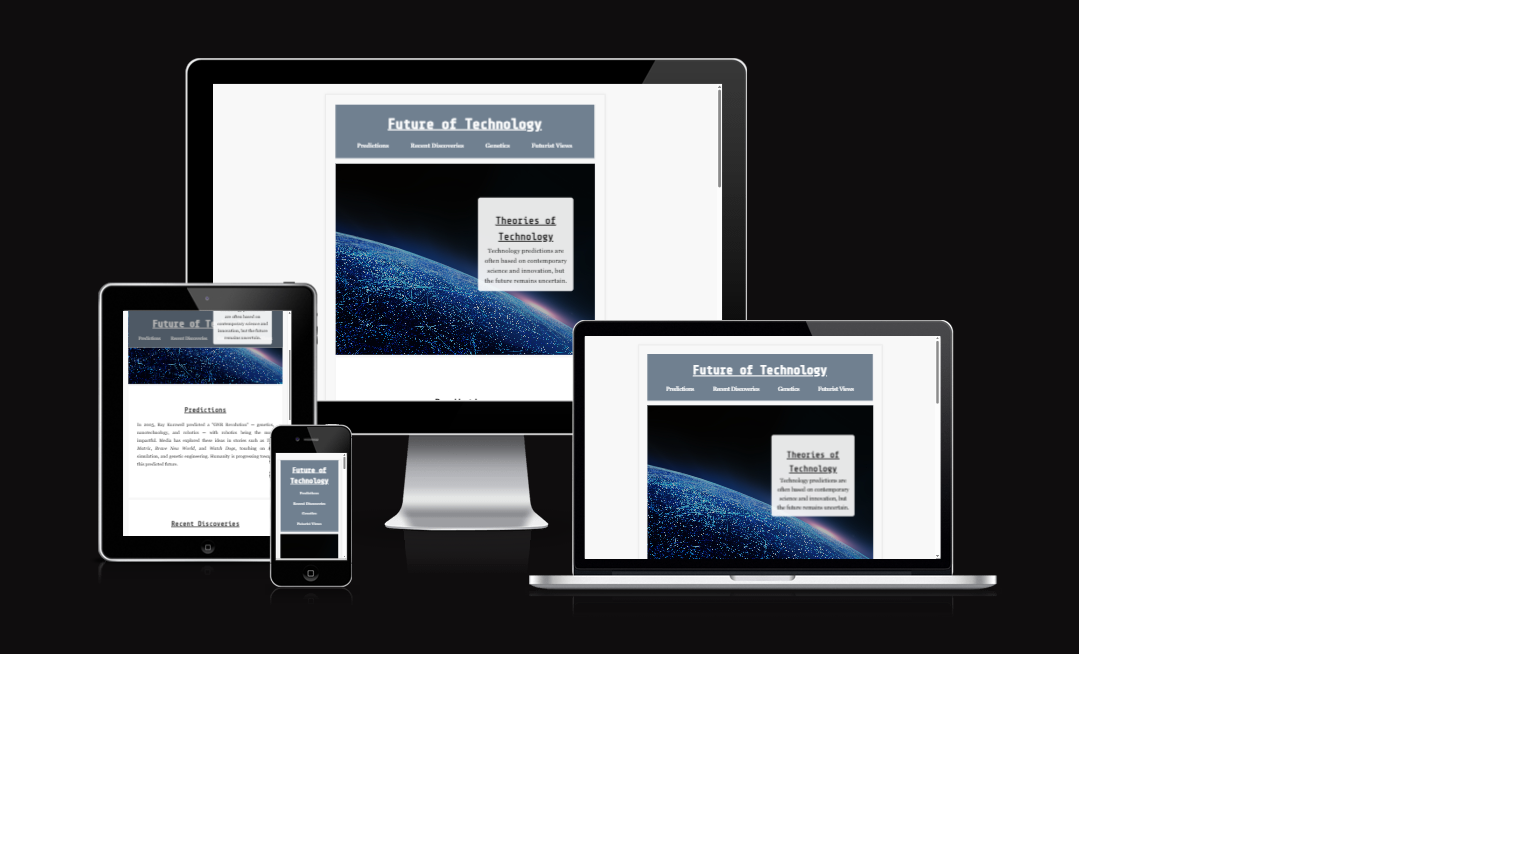 Future of Technology
Predictions Recent Discoveries Genetics Futurist Views
Theories of
Technology
Technology predictions are
often based on contemporary
science and innovation, but
the future remains uncertain.
Future of
Predictions Recent Discoveries
are often based on
contemporary science and
innovation, but the future
remains uncertain.
Predictions
In 2005, Ray Kurzweil predicted a "GNR Revolution" — genetics,
nanotechnology, and robotics — with robotics being the
impactful. Media has explored these ideas in stories such as
Matrix, Brave New World, and Watch Dogs, touching on
simulation, and genetic engineering. Humanity is progressing
this predicted future.
Recent Discoveries
Future of
Technology
Predictions
Recent Discoveries
Genetics
Futurist Views
Future of Technology
Predictions Recent Discoveries Genetics Futurist Views
Theories of
Technology
Technology predictions are
often based on contemporary
science and innovation, but
the future remains uncertain.